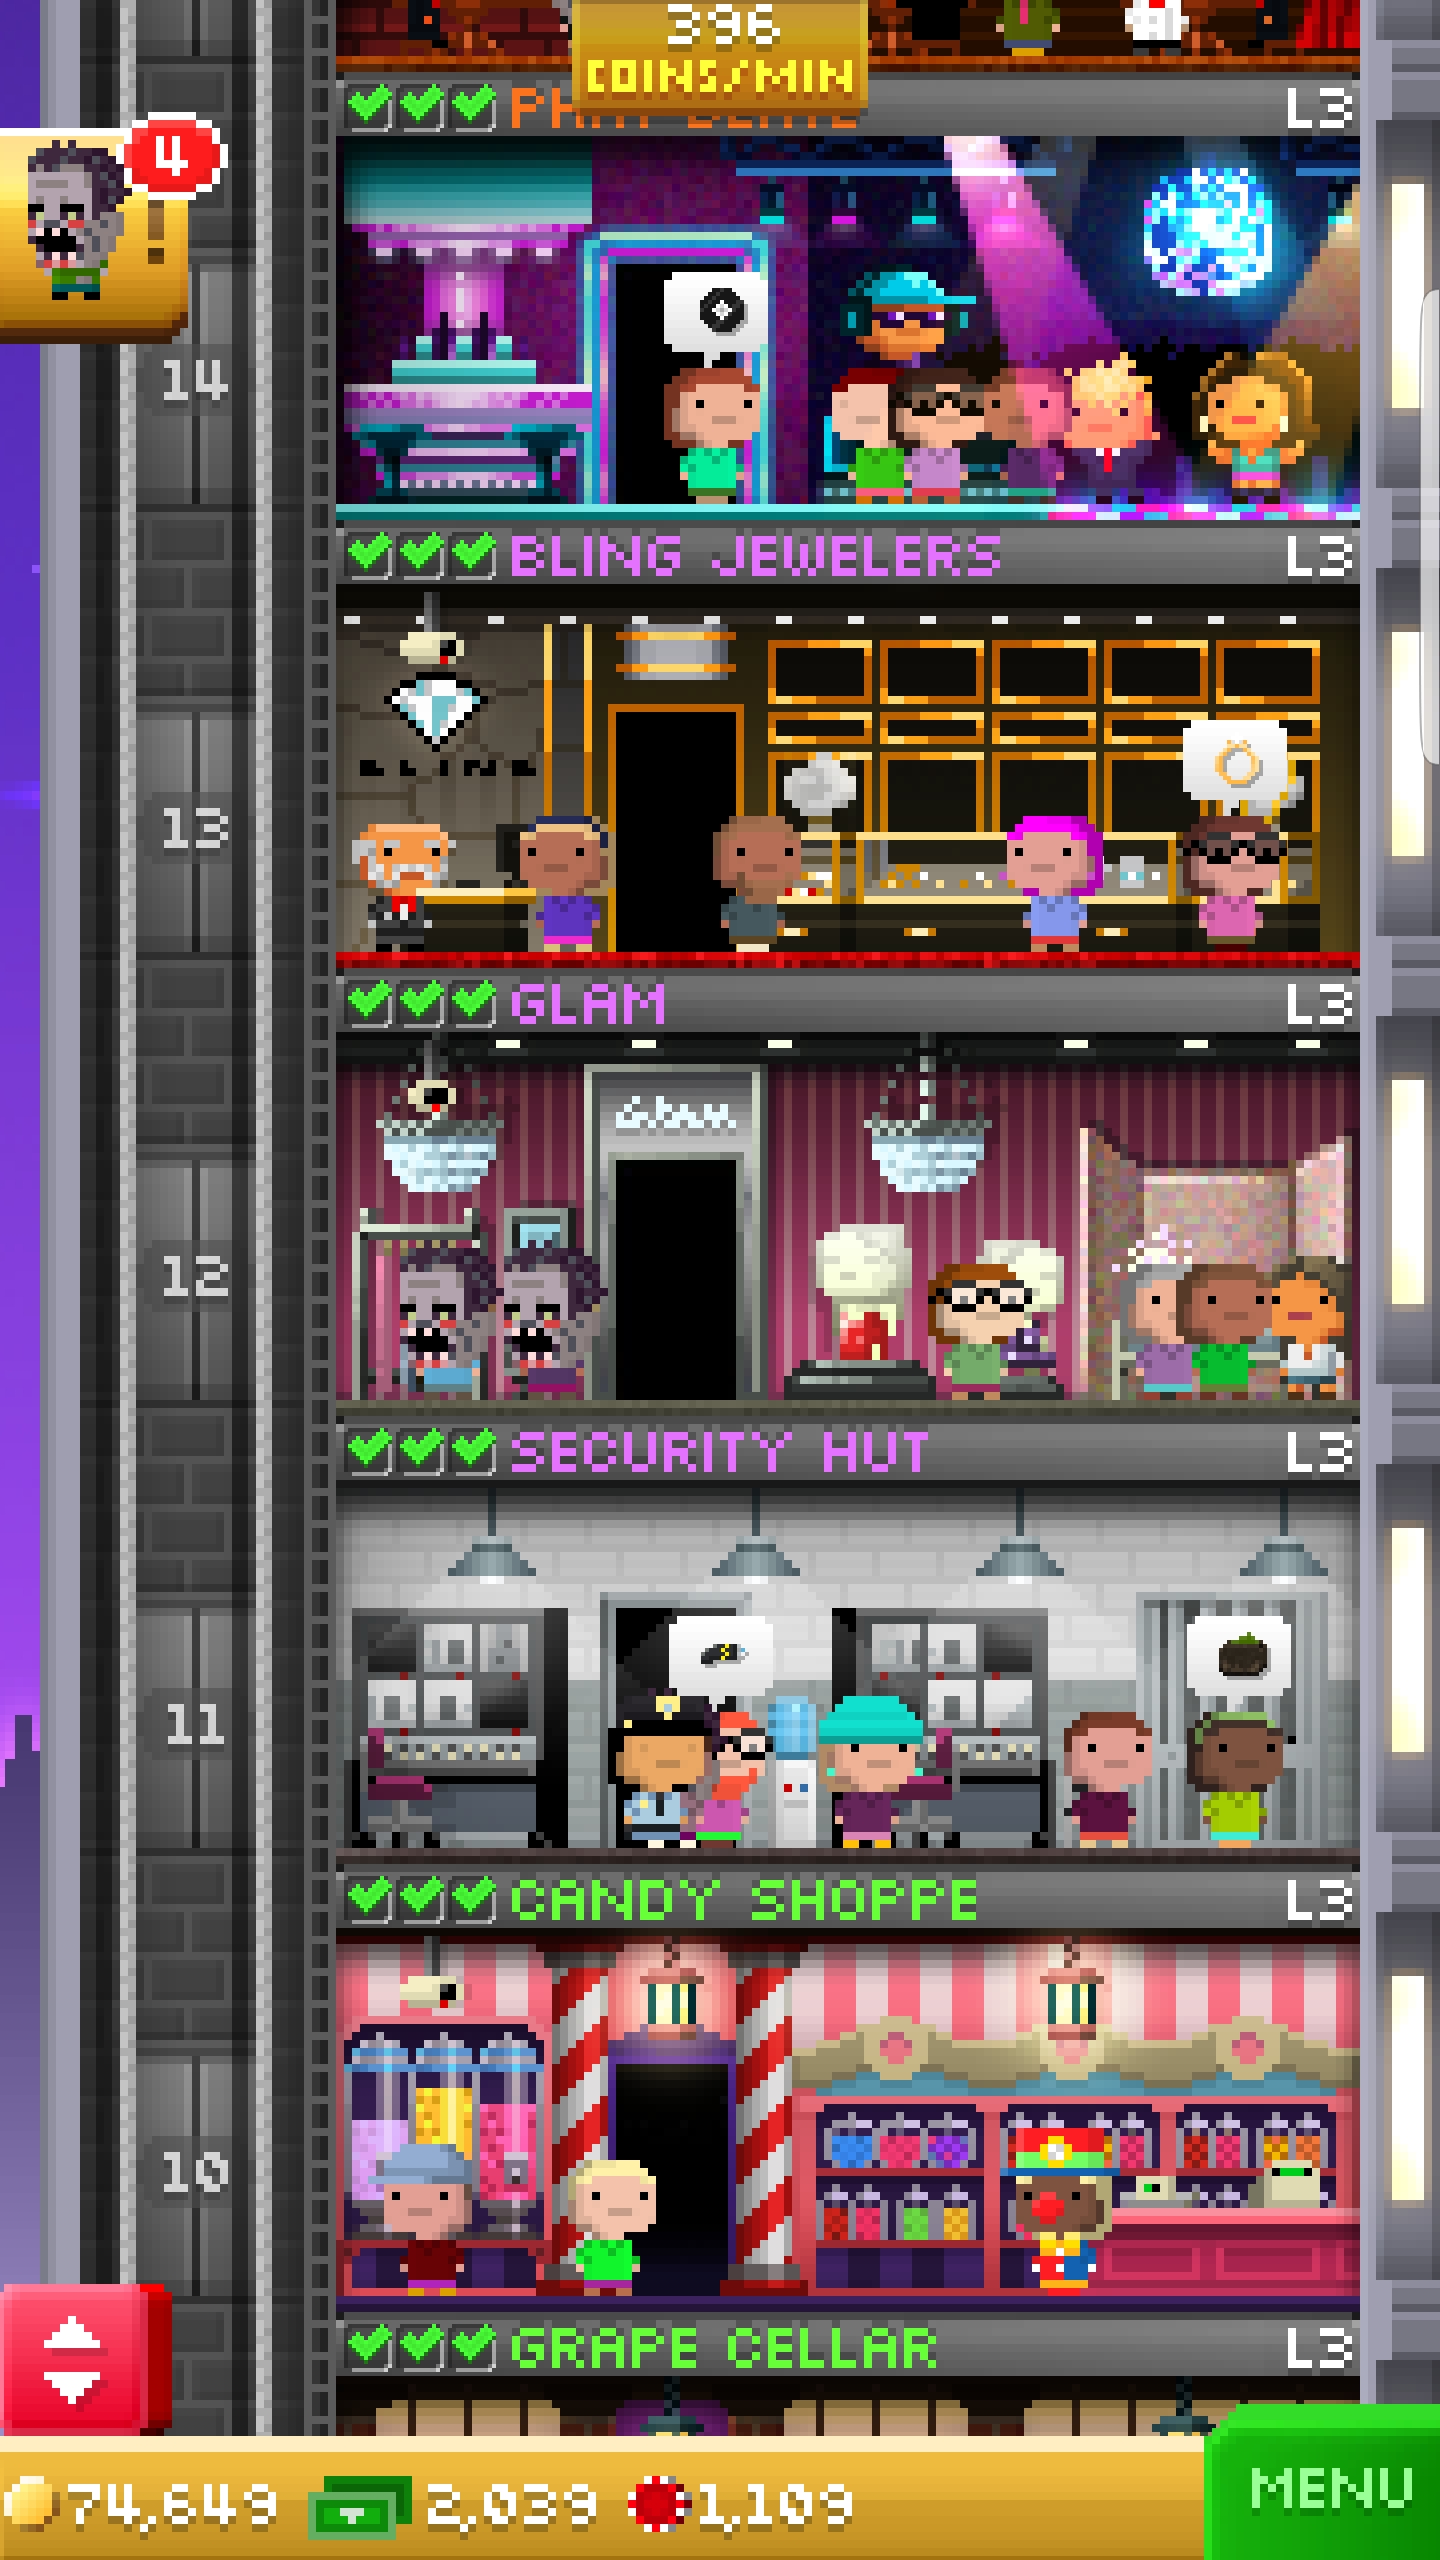 396
COINS/MIN
L3
4
!
14
BLING JEWELERS L3
BLING
13
GLAM L3
Glam
12
SECURITY HUT L3
11
CANDY SHOPPE L3
10
GRAPE CELLAR L3
74,649 2,039 1,109
MENU